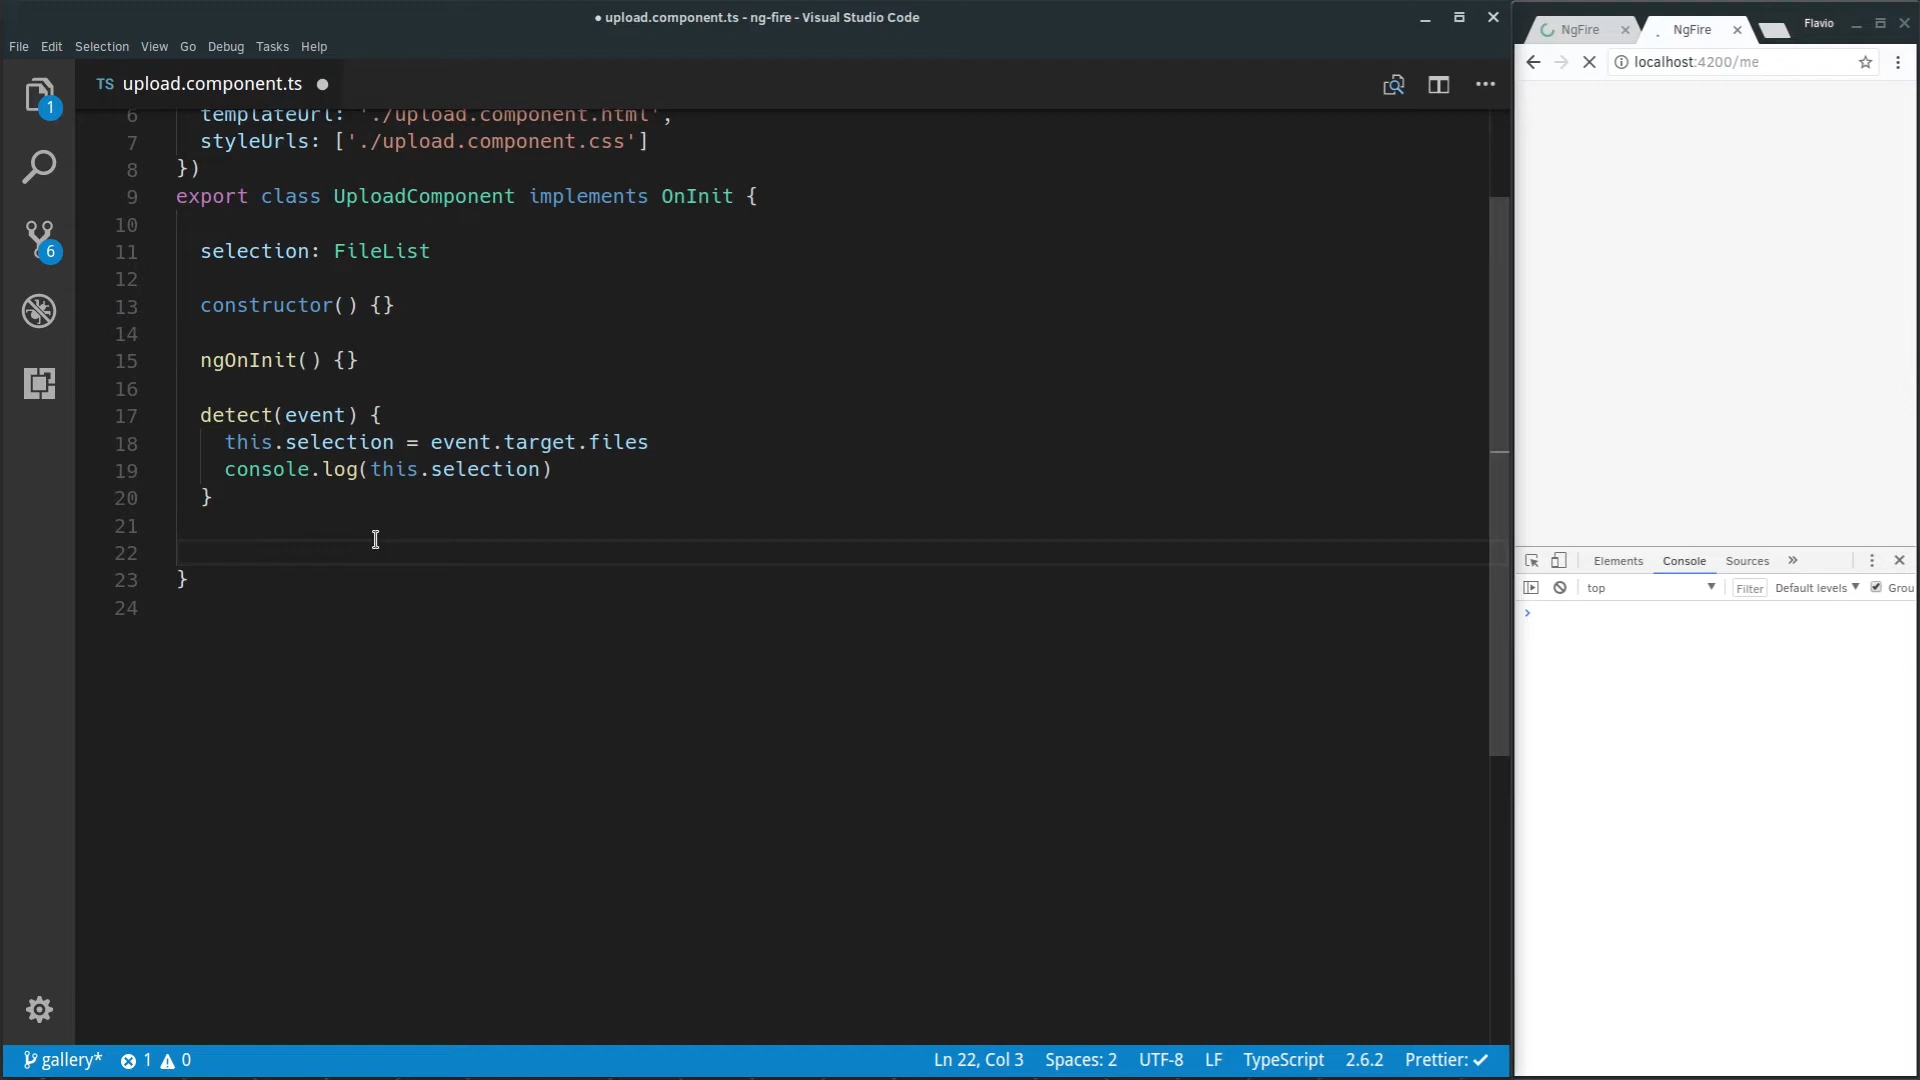 ● upload.component.ts - ng-fire - Visual Studio Code
File Edit Selection View Go Debug Tasks Help
TS upload.component.ts ●
6 templateUrl: './upload.component.html',
7 styleUrls: ['./upload.component.css']
8 })
9 export class UploadComponent implements OnInit {
10
11 selection: FileList
12
13 constructor() {}
14
15 ngOnInit() {}
16
17 detect(event) {
18 this.selection = event.target.files
19 console.log(this.selection)
20 }
21
22
23 }
24
1
6
gallery* 1 0
Ln 22, Col 3 Spaces: 2 UTF-8 LF TypeScript 2.6.2 Prettier: ✓
NgFire NgFire Flavio
localhost:4200/me
Elements Console Sources »
top Filter Default levels Grou